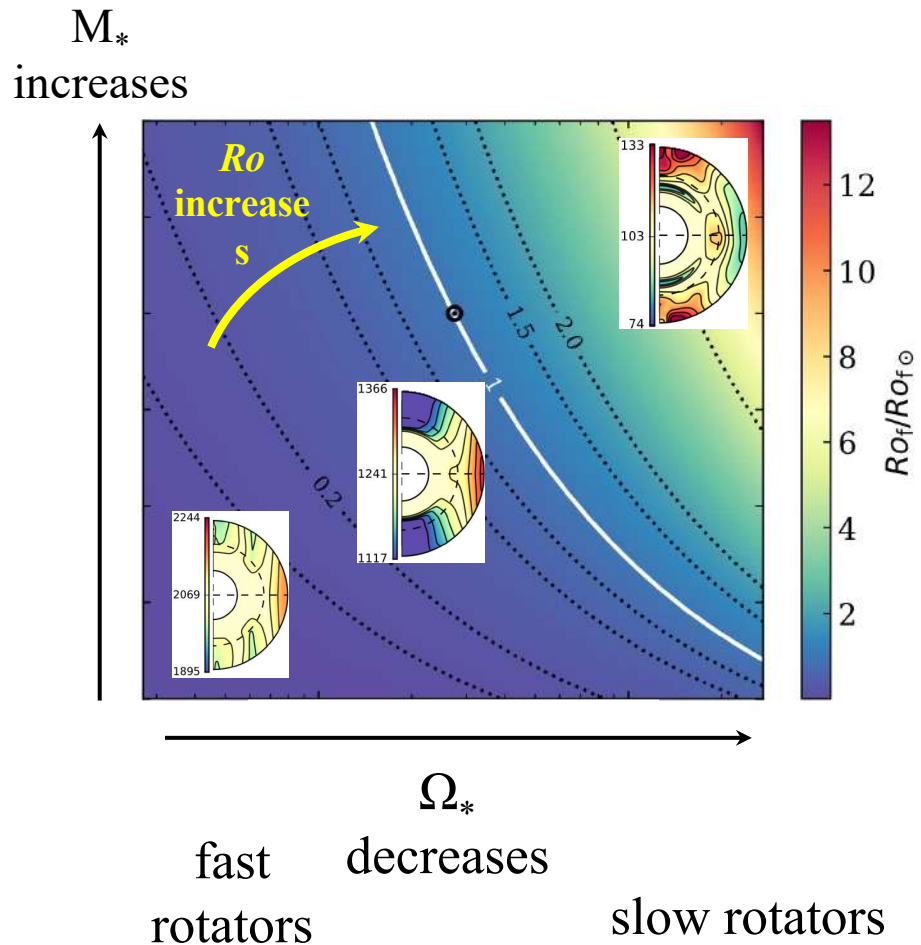 M*
increases
Ro
increase
s
133
103
74
12
10
8
6
4
2
Ro_f/Ro_f⊙
1.5
2.0
1
0.2
1366
1241
1117
2244
2069
1895
Ω*
decreases
fast
rotators
slow rotators